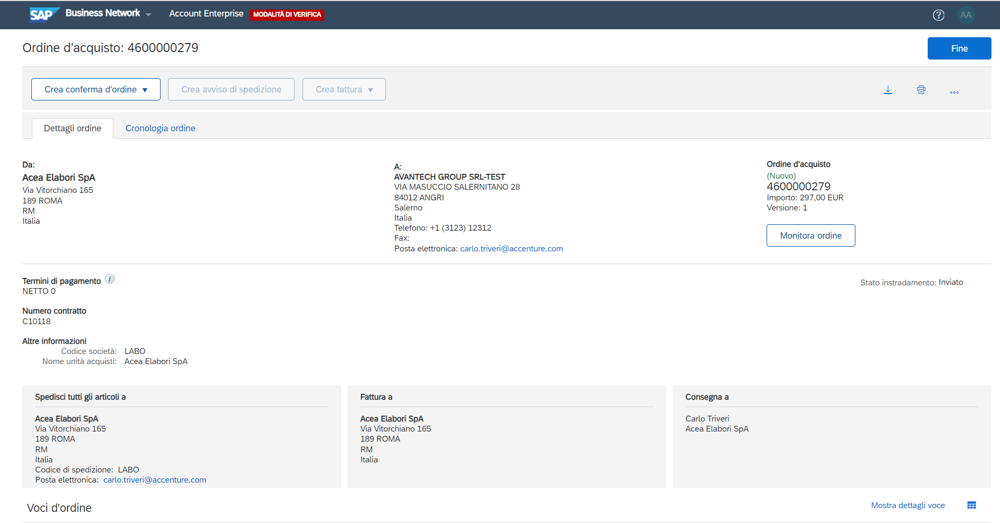 SAP Business Network
Account Enterprise MODALITÀ DI VERIFICA
? AA
Ordine d'acquisto: 4600000279
Fine
Crea conferma d'ordine ▼
Crea avviso di spedizione
Crea fattura ▼
...
Dettagli ordine
Cronologia ordine
Da:
Acea Elabori SpA
Via Vitorchiano 165
189 ROMA
RM
Italia
A:
AVANTECH GROUP SRL-TEST
VIA MASUCCIO SALERNITANO 28
84012 ANGRI
Salerno
Italia
Telefono: +1 (3123) 12312
Fax:
Posta elettronica: carlo.triveri@accenture.com
Ordine d'acquisto
(Nuovo)
4600000279
Importo: 297,00 EUR
Versione: 1
Monitora ordine
Termini di pagamento i
NETTO 0
Stato instradamento: Inviato
Numero contratto
C10118
Altre informazioni
Codice società: LABO
Nome unità acquisti: Acea Elabori SpA
Spedisci tutti gli articoli a
Acea Elabori SpA
Via Vitorchiano 165
189 ROMA
RM
Italia
Codice di spedizione: LABO
Posta elettronica: carlo.triveri@accenture.com
Fattura a
Acea Elabori SpA
Via Vitorchiano 165
189 ROMA
RM
Italia
Consegna a
Carlo Triveri
Acea Elabori SpA
Voci d'ordine
Mostra dettagli voce